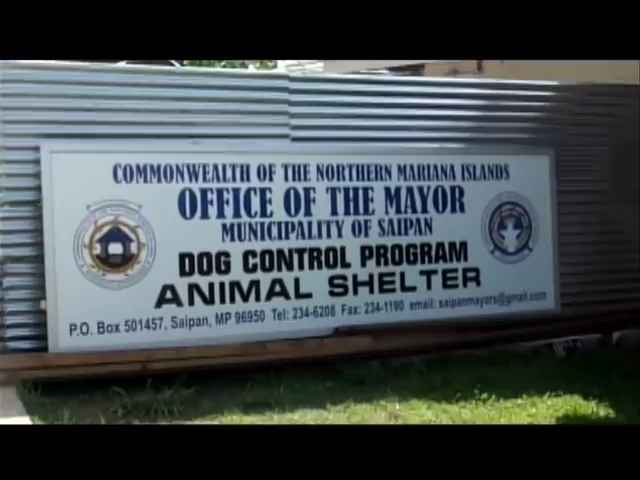 COMMONWEALTH OF THE NORTHERN MARIANA ISLANDS
OFFICE OF THE MAYOR
MUNICIPALITY OF SAIPAN
DOG CONTROL PROGRAM
ANIMAL SHELTER
P.O. Box 501457, Saipan, MP 96950 Tel: 234-6208 Fax: 234-1190 email: saipanmayors@gmail.com